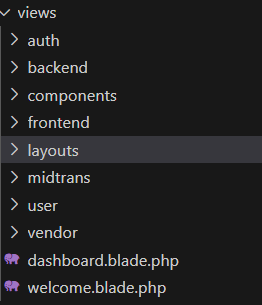 views
auth
backend
components
frontend
layouts
midtrans
user
vendor
dashboard.blade.php
welcome.blade.php